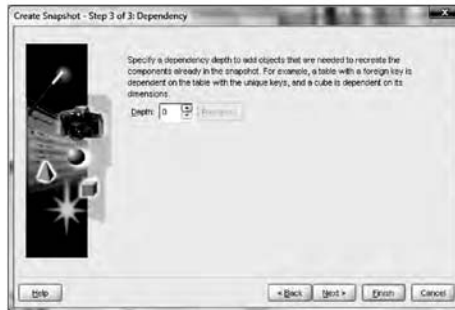 Create Snapshot - Step 3 of 3: Dependency
Specify a dependency depth to add objects that are needed to recreate the
components already in the snapshot. For example, a table with a foreign key is
dependent on the table with the unique keys, and a cube is dependent on its
dimensions.
Depth: 0
Help
< Back
Next >
Finish
Cancel